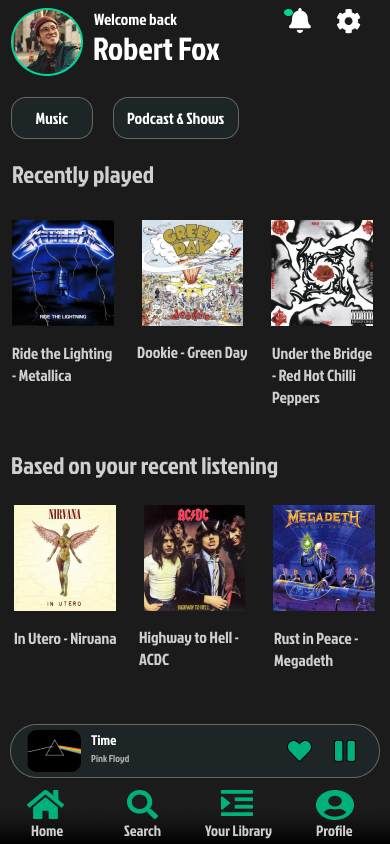 Welcome back
Robert Fox
Music
Podcast & Shows
Recently played
METALLICA
RIDE THE LIGHTNING
GREEN DAY
dookie
Ride the Lighting
- Metallica
Dookie - Green Day
Under the Bridge
- Red Hot Chilli
Peppers
Based on your recent listening
NIRVANA
IN UTERO
AC/DC
HIGHWAY TO HELL
MEGADETH
In Utero - Nirvana
Highway to Hell -
ACDC
Rust in Peace -
Megadeth
Time
Pink Floyd
Home
Search
Your Library
Profile